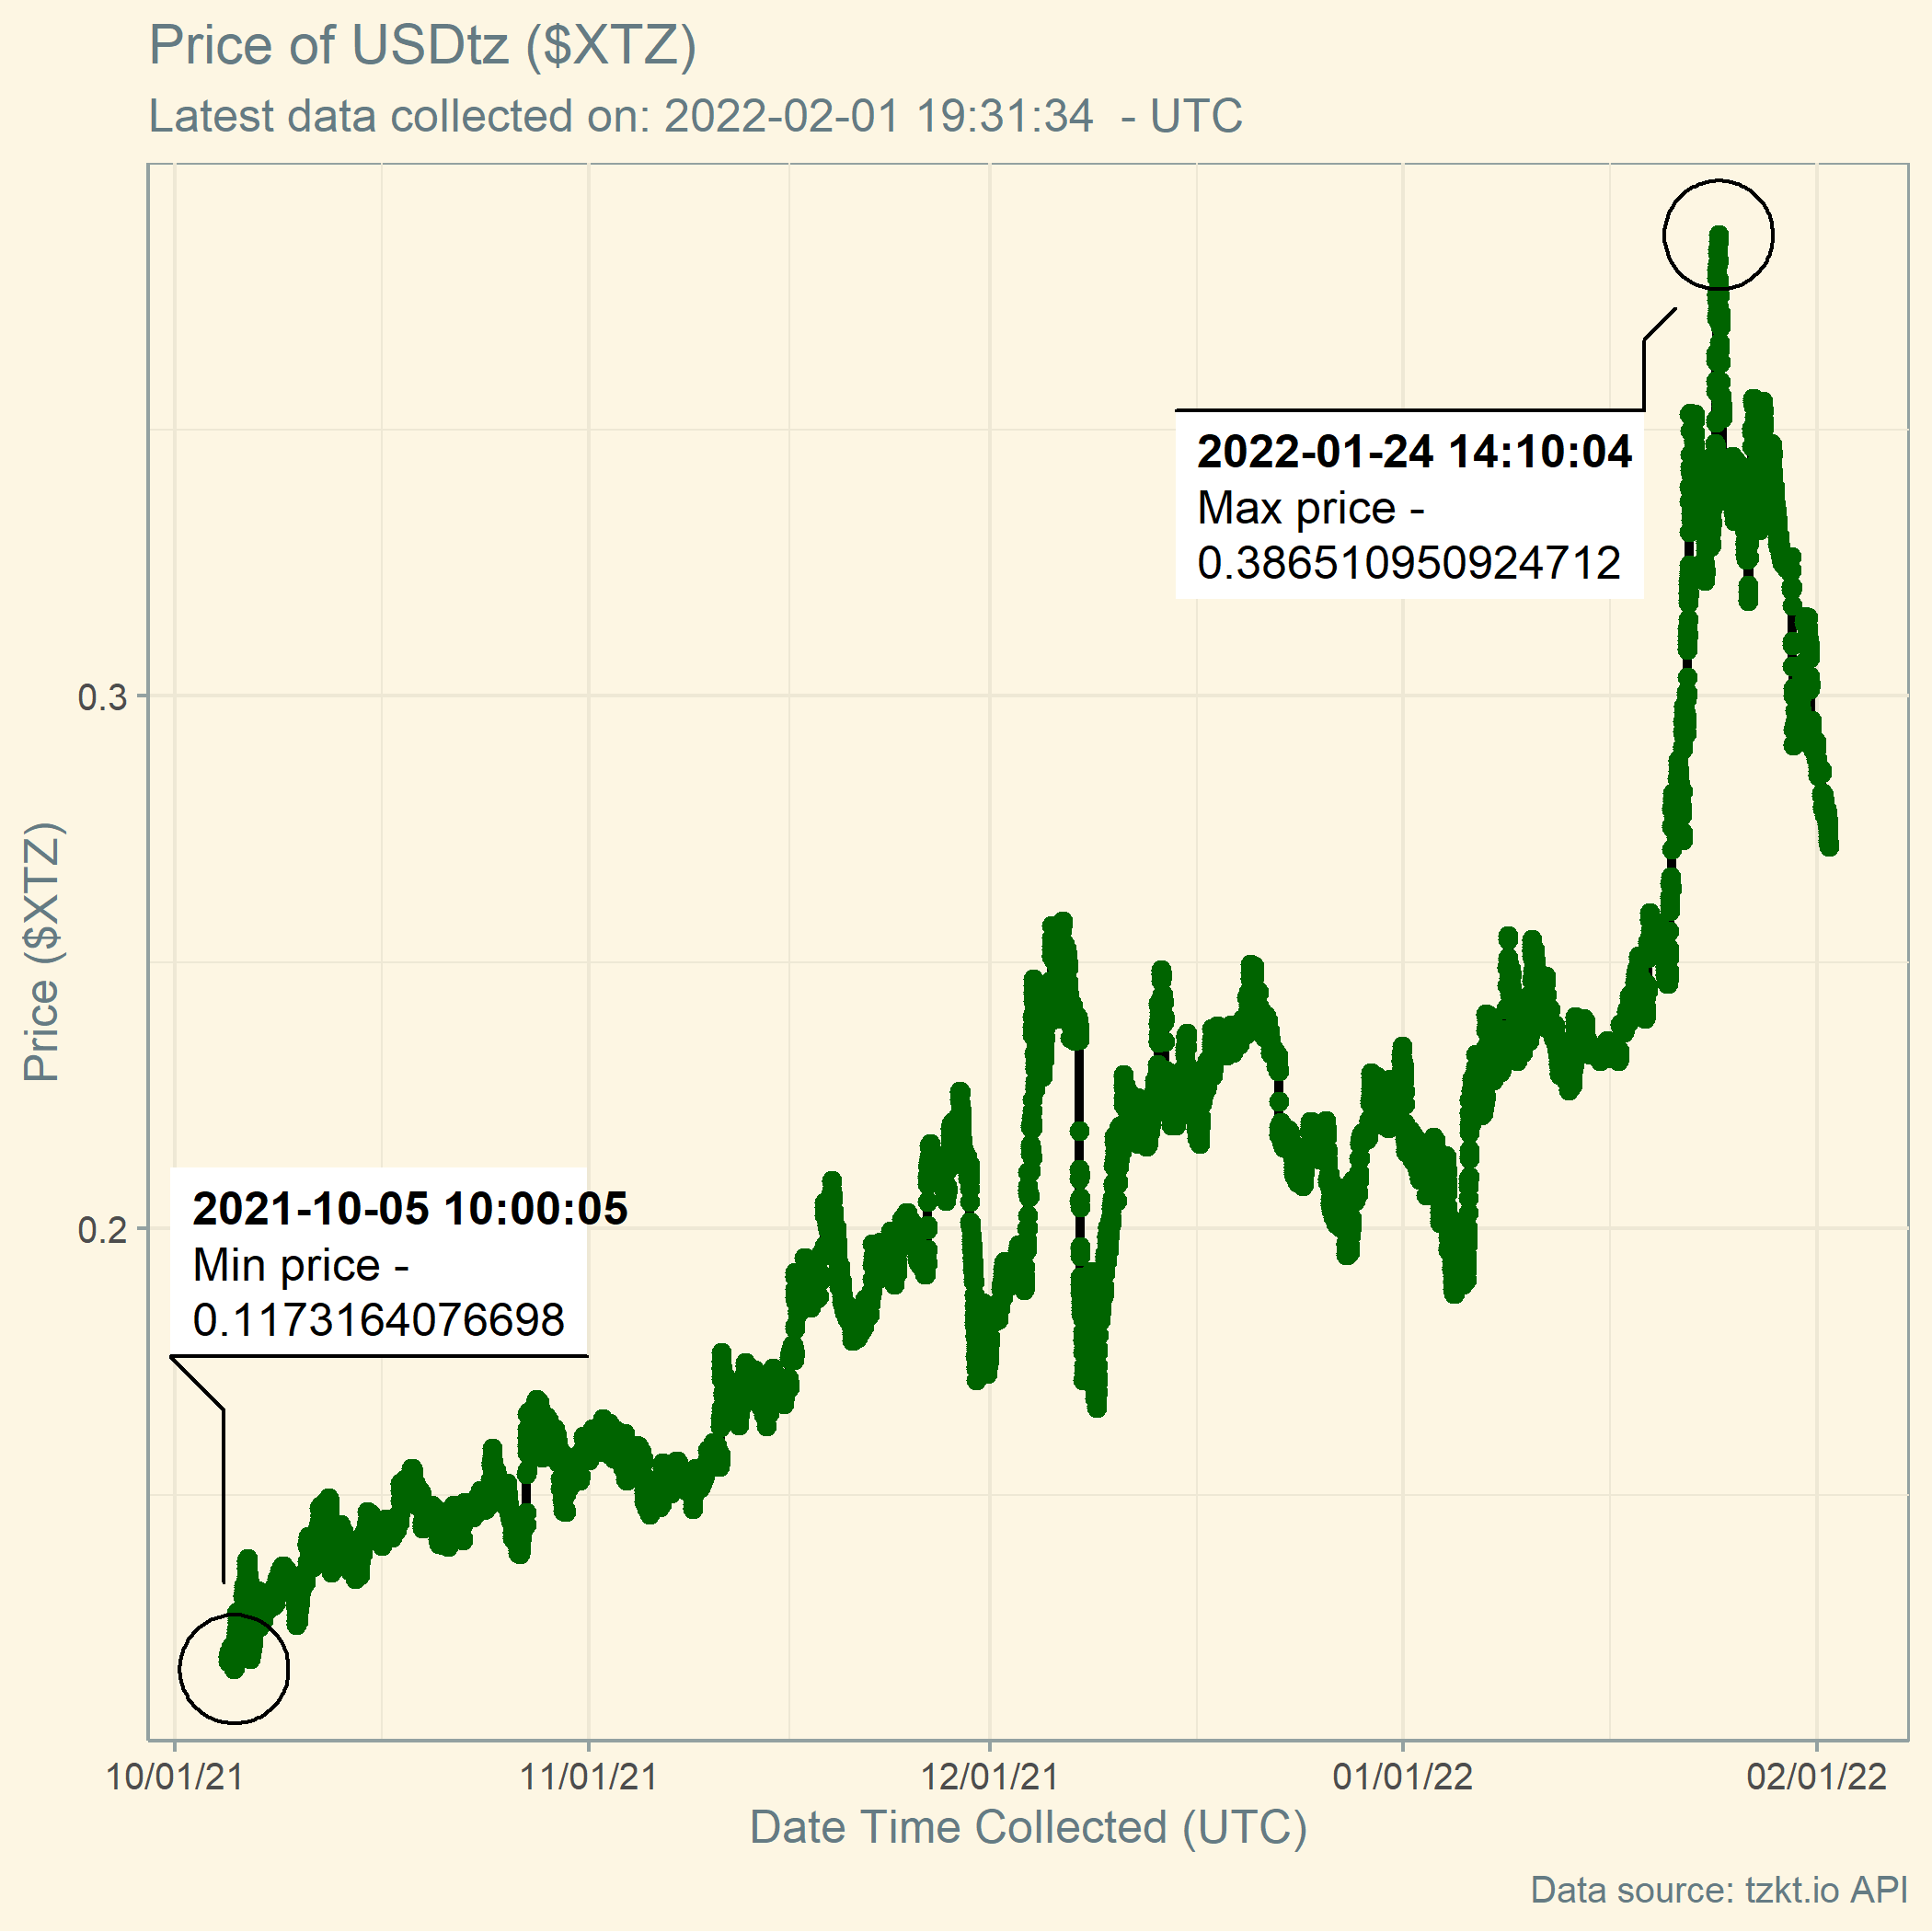 Price of USDtz ($XTZ)
Latest data collected on: 2022-02-01 19:31:34  - UTC
2022-01-24 14:10:04
Max price -
0.386510950924712
0.3
Price ($XTZ)
2021-10-05 10:00:05
Min price -
0.1173164076698
0.2
10/01/21
11/01/21
12/01/21
01/01/22
02/01/22
Date Time Collected (UTC)
Data source: tzkt.io API